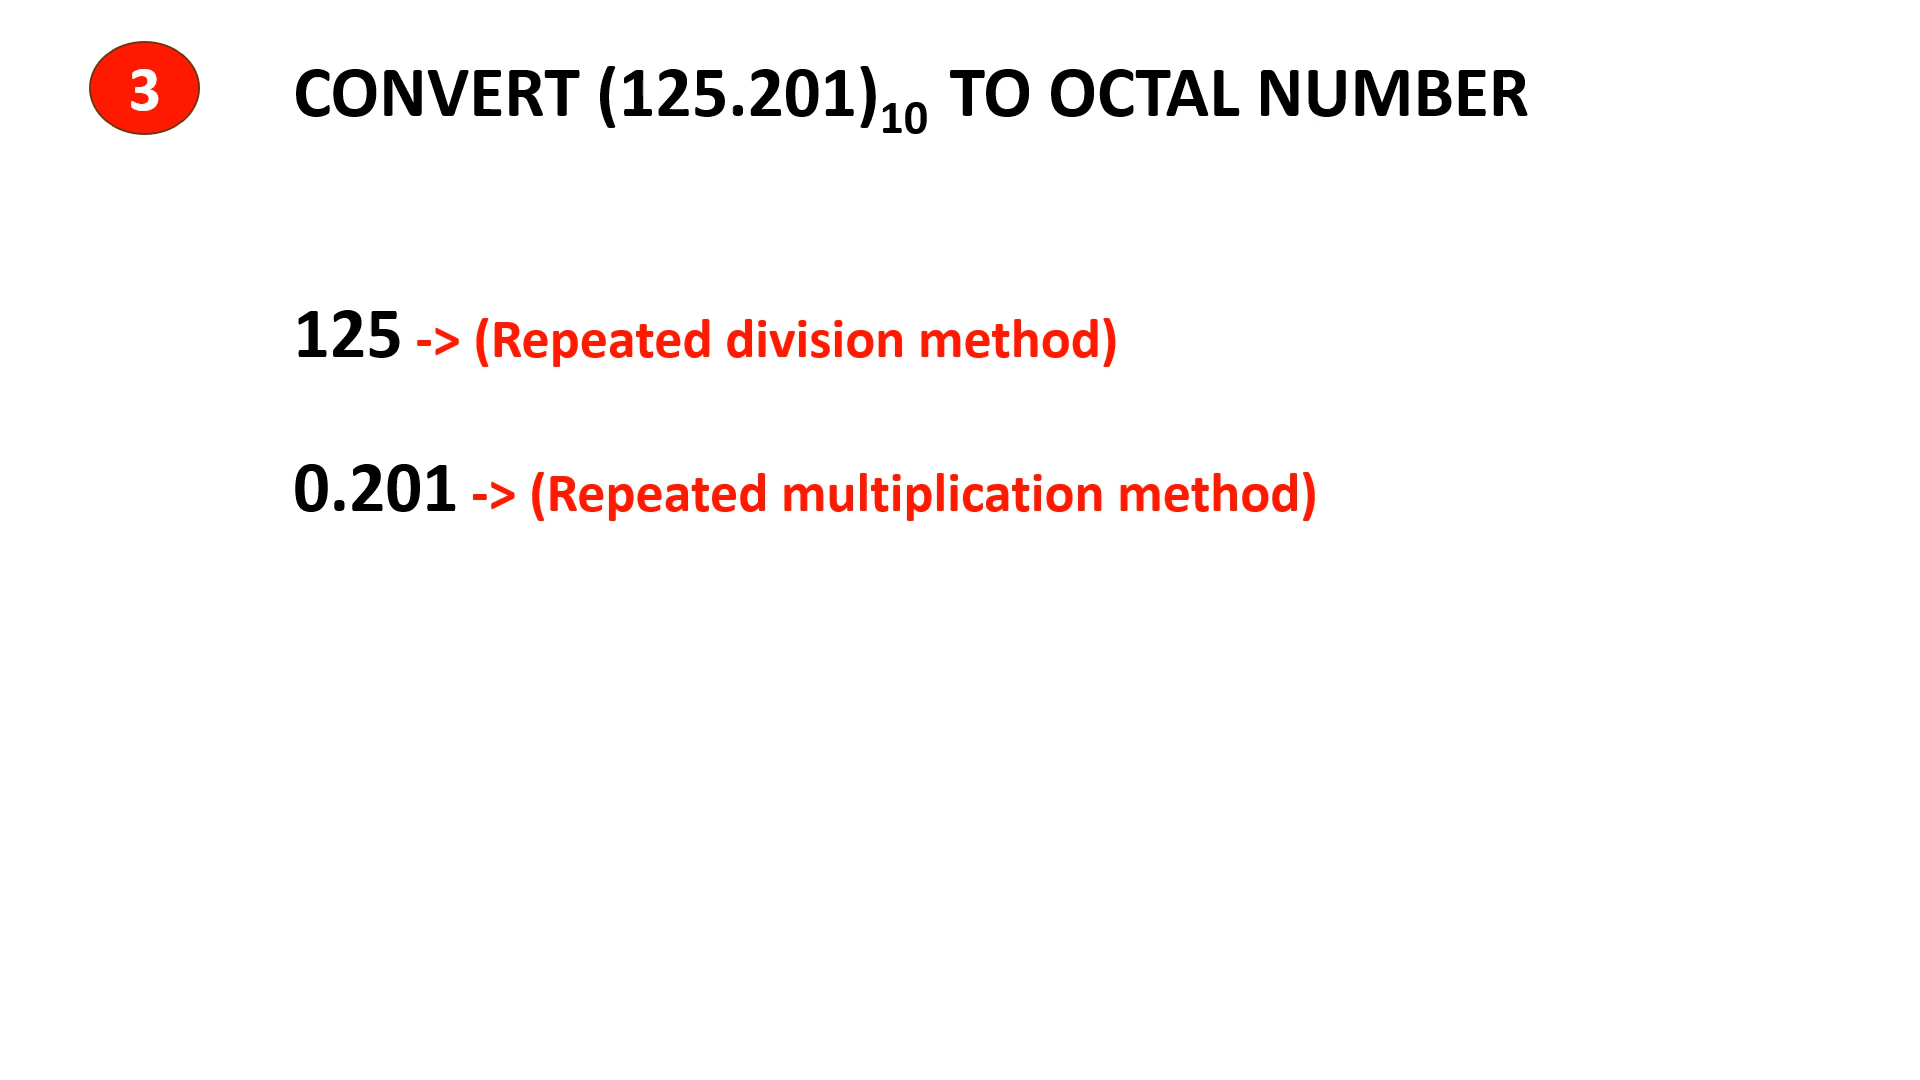 3
CONVERT (125.201)10 TO OCTAL NUMBER
125 -> (Repeated division method)
0.201 -> (Repeated multiplication method)